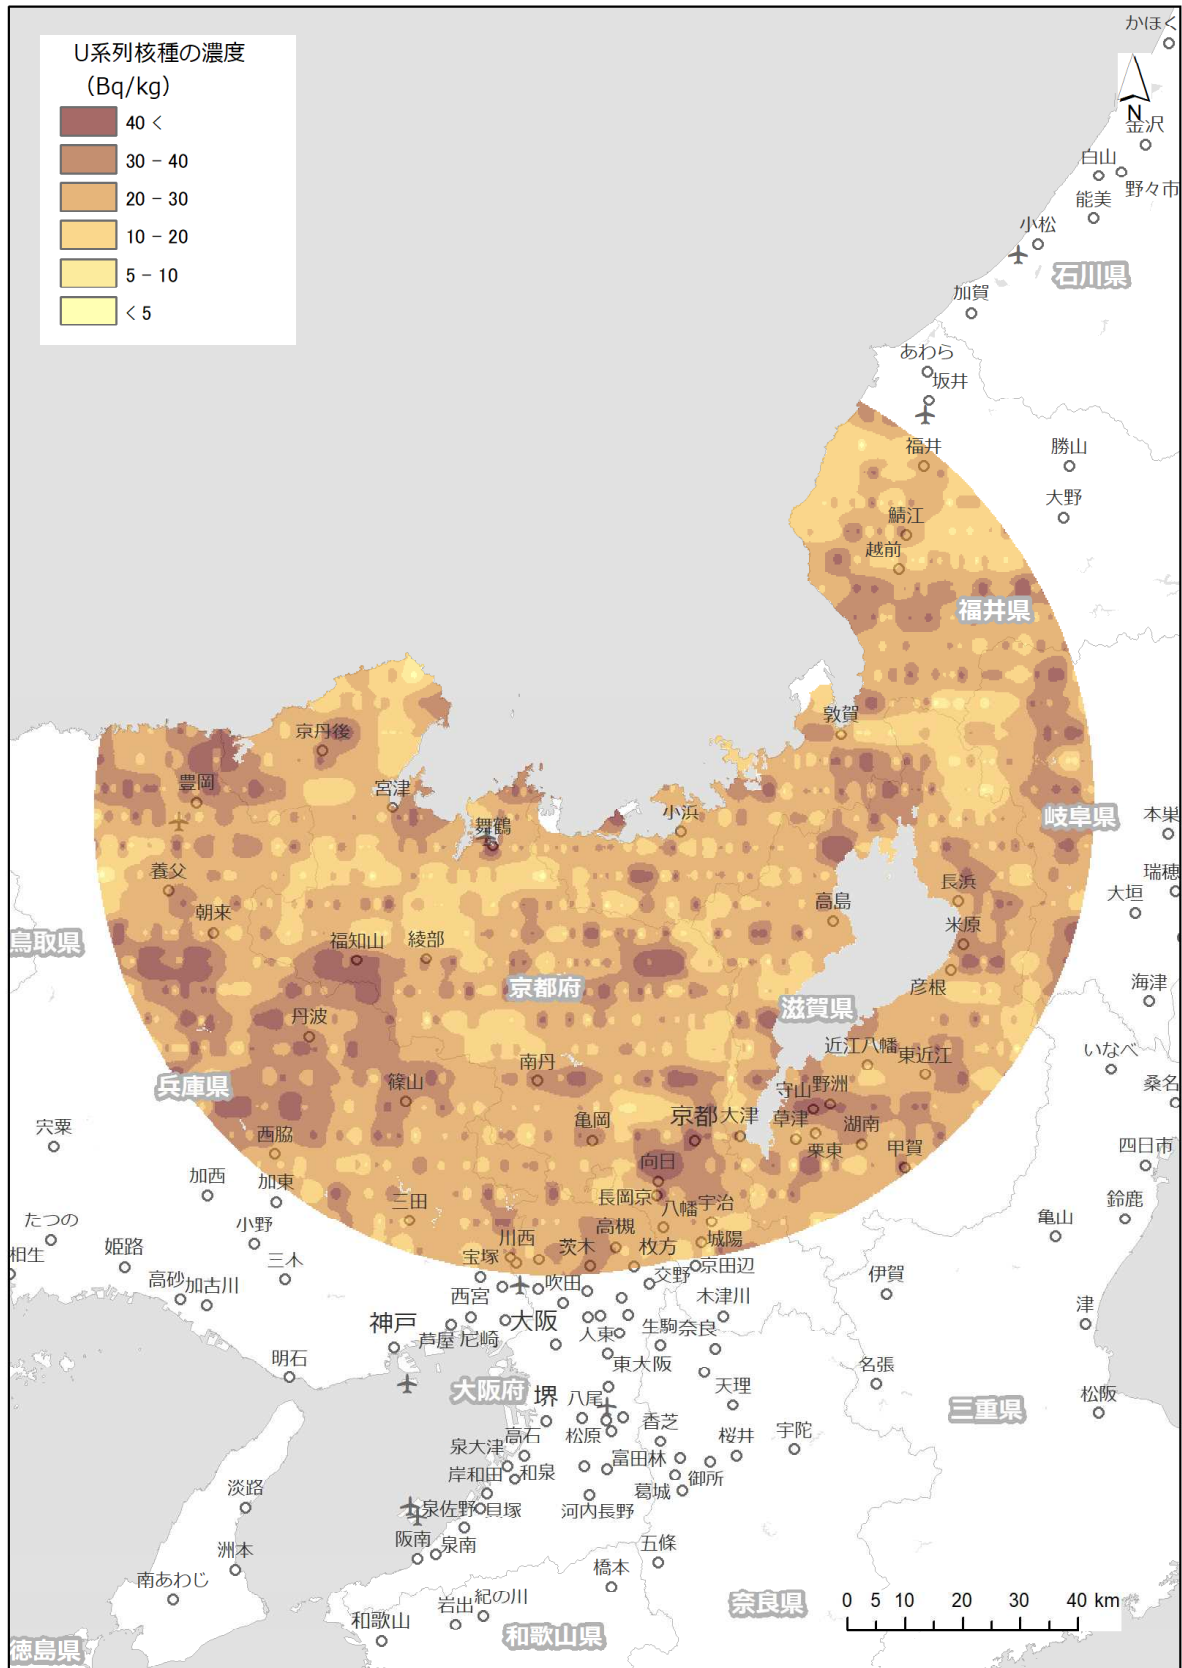 U系列核種の濃度
（Bq/kg）
40 <
30 - 40
20 - 30
10 - 20
5 - 10
< 5
かほく
N
金沢
白山
野々市
能美
小松
石川県
加賀
あわら
坂井
福井
勝山
大野
鯖江
越前
福井県
敦賀
京丹後
豊岡
宮津
小浜
舞鶴
岐阜県
本巣
養父
瑞穂
長浜
大垣
高島
朝来
米原
鳥取県
福知山
綾部
京都府
彦根
海津
滋賀県
丹波
近江八幡
東近江
いなべ
南丹
兵庫県
篠山
守山
野洲
桑名
宍粟
西脇
亀岡
京都
大津
草津
湖南
栗東
甲賀
四日市
向日
加西
加東
三田
長岡京
八幡
宇治
鈴鹿
たつの
小野
川西
高槻
城陽
亀山
相生
姫路
三木
宝塚
茨木
枚方
京田辺
高砂
加古川
吹田
交野
伊賀
西宮
木津川
津
神戸
芦屋
尼崎
大阪
大東
生駒
奈良
明石
東大阪
名張
大阪府
堺
八尾
天理
三重県
松阪
高石
松原
香芝
桜井
宇陀
泉大津
富田林
岸和田
和泉
御所
淡路
葛城
泉佐野
貝塚
河内長野
阪南
泉南
洲本
五條
橋本
南あわじ
紀の川
岩出
奈良県
0 5 10 20 30 40 km
和歌山
和歌山県
徳島県